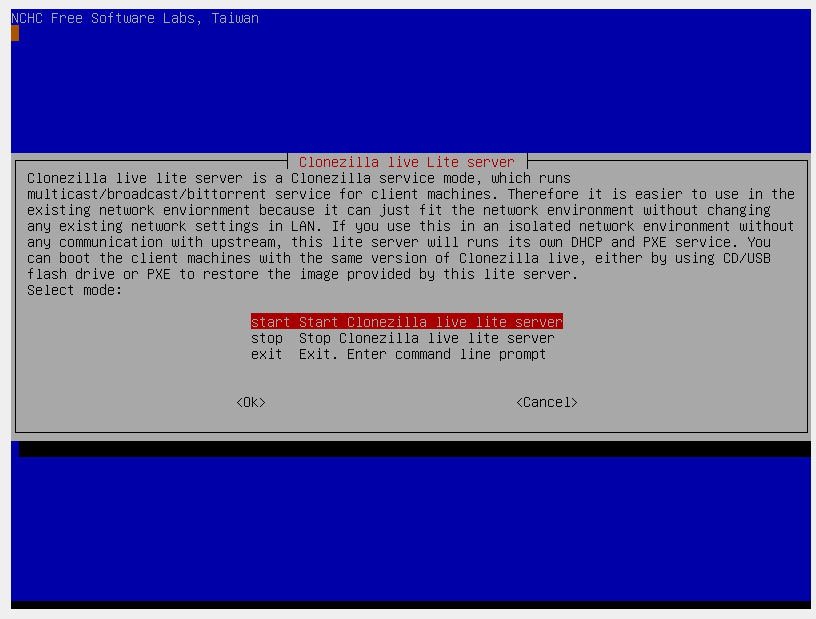 NCHC Free Software Labs, Taiwan
Clonezilla live Lite server
Clonezilla live lite server is a Clonezilla service mode, which runs
multicast/broadcast/bittorrent service for client machines. Therefore it is easier to use in the
existing network enviornment because it can just fit the network environment without changing
any existing network settings in LAN. If you use this in an isolated network environment without
any communication with upstream, this lite server will runs its own DHCP and PXE service. You
can boot the client machines with the same version of Clonezilla live, either by using CD/USB
flash drive or PXE to restore the image provided by this lite server.
Select mode:
start Start Clonezilla live lite server
stop Stop Clonezilla live lite server
exit Exit. Enter command line prompt
<Ok> <Cancel>